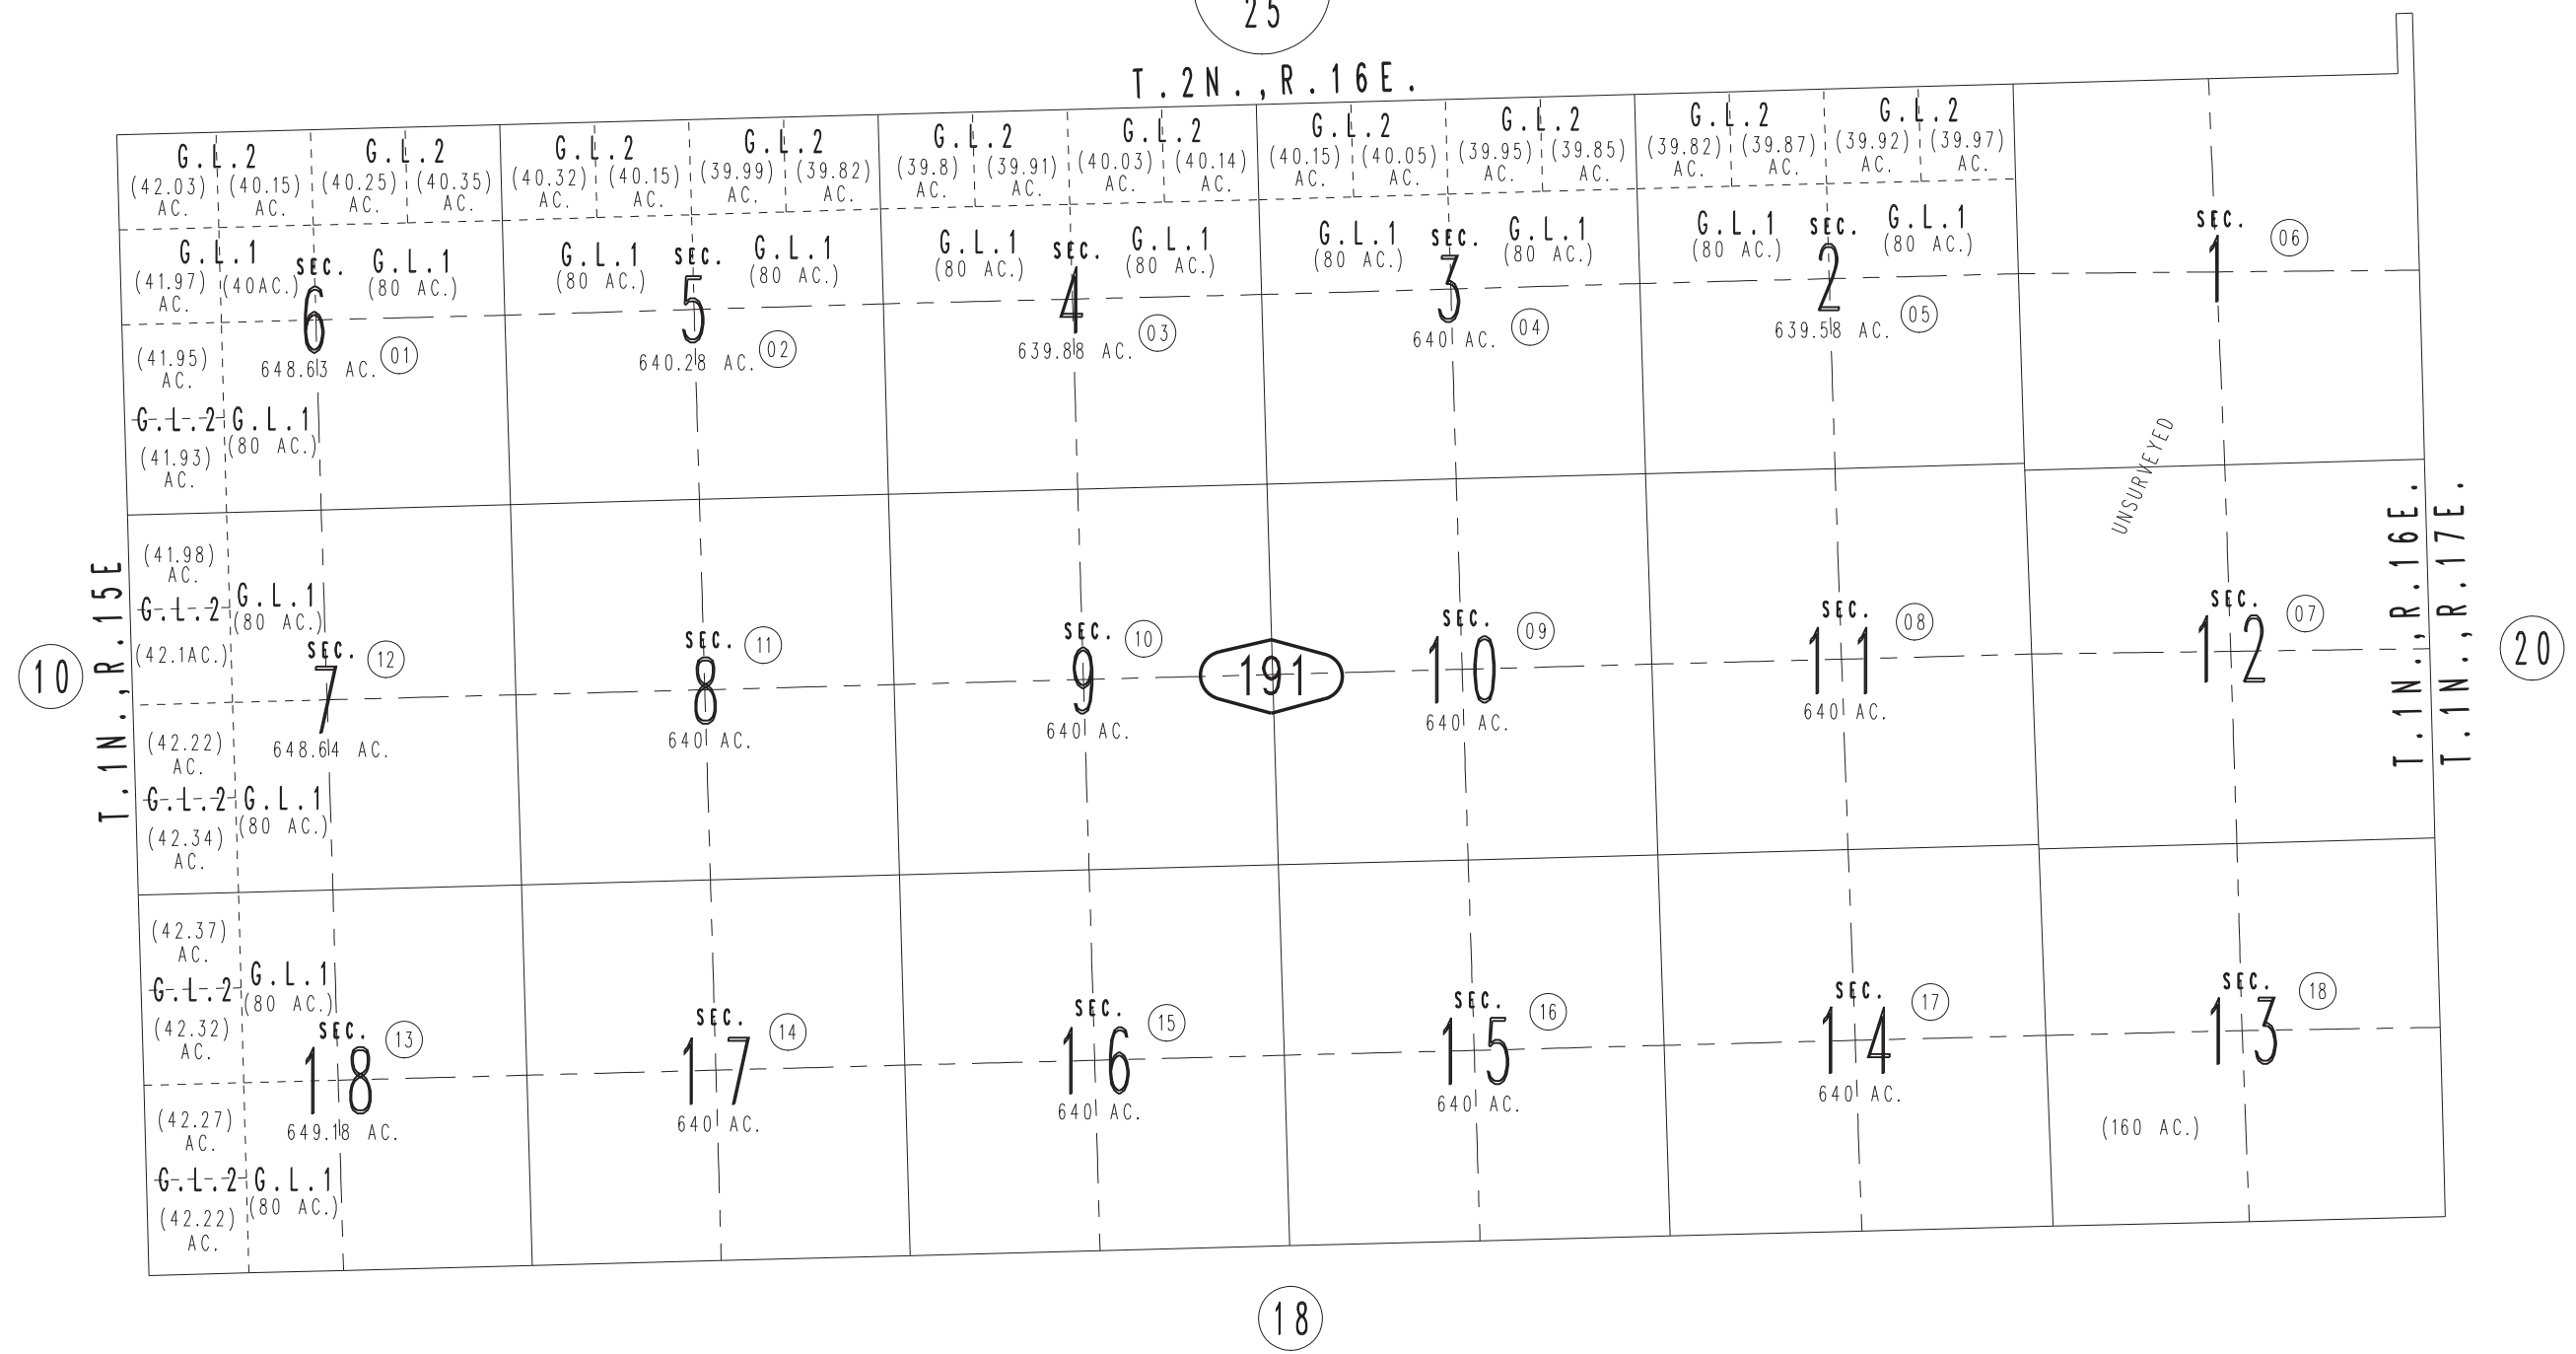 25
T.2N.,R.16E.
G.L.2 G.L.2 G.L.2 G.L.2 G.L.2 G.L.2 G.L.2 G.L.2 G.L.2 G.L.2
(42.03) AC. (40.15) AC. (40.25) AC. (40.35) AC. (40.32) AC. (40.15) AC. (39.99) AC. (39.82) AC. (39.8) AC. (39.91) AC. (40.03) AC. (40.14) AC. (40.15) AC. (40.05) AC. (39.95) AC. (39.85) AC. (39.82) AC. (39.87) AC. (39.92) AC. (39.97) AC.
G.L.1 G.L.1 G.L.1 G.L.1 G.L.1 G.L.1 G.L.1 G.L.1 G.L.1 G.L.1
(41.97) AC. (40AC.) (80 AC.) (80 AC.) (80 AC.) (80 AC.) (80 AC.) (80 AC.) (80 AC.) (80 AC.) (80 AC.)
SEC. 6 01
648.63 AC.
SEC. 5 02
640.28 AC.
SEC. 4 03
639.88 AC.
SEC. 3 04
640 AC.
SEC. 2 05
639.58 AC.
SEC. 1 06
(41.95)
AC.
G.L.2 G.L.1
(80 AC.)
(41.93)
AC.
UNSURVEYED
T.1N.,R.15E
10
(41.98)
AC.
G.L.2 G.L.1
(80 AC.)
(42.1AC.)
SEC. 7 12
648.64 AC.
SEC. 8 11
640 AC.
SEC. 9 10
640 AC.
191
SEC. 10 09
640 AC.
SEC. 11 08
640 AC.
SEC. 12 07
T.1N.,R.16E.
T.1N.,R.17E.
20
(42.22)
AC.
G.L.2 G.L.1
(80 AC.)
(42.34)
AC.
(42.37)
AC.
G.L.2 G.L.1
(80 AC.)
(42.32)
AC.
SEC. 18 13
649.18 AC.
SEC. 17 14
640 AC.
SEC. 16 15
640 AC.
SEC. 15 16
640 AC.
SEC. 14 17
640 AC.
SEC. 13 18
(160 AC.)
(42.27)
AC.
G.L.2 G.L.1
(80 AC.)
(42.22)
AC.
18